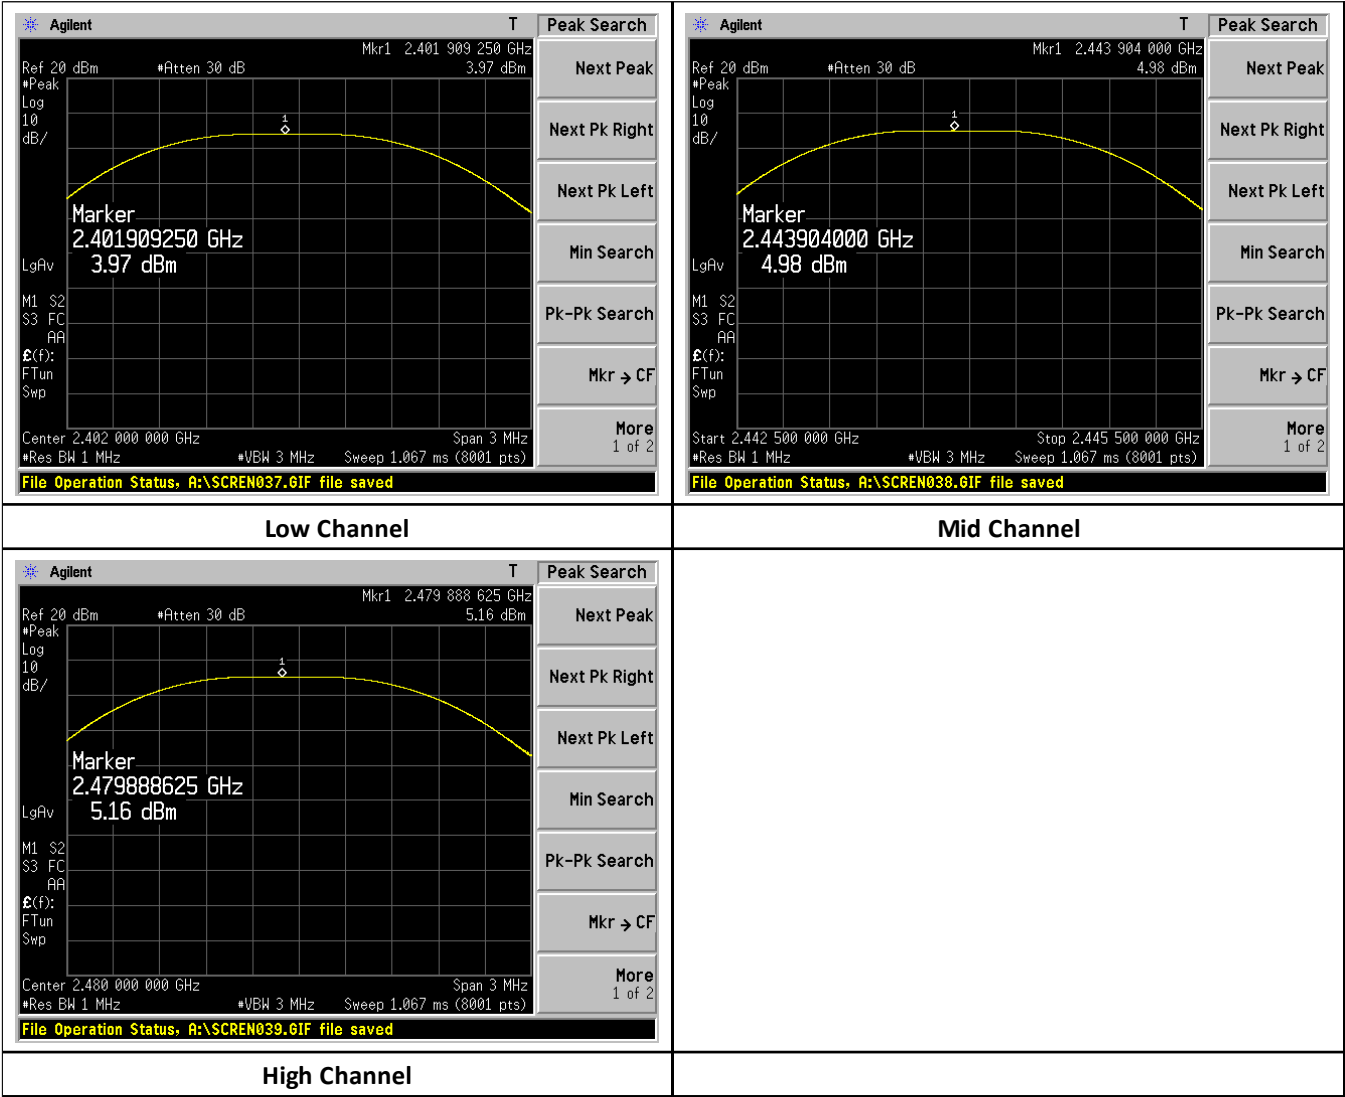 Agilent T Peak Search
Mkr1 2.401 909 250 GHz
Ref 20 dBm #Atten 30 dB 3.97 dBm
#Peak
Log
10
dB/
1
Marker
2.401909250 GHz
3.97 dBm
LgAv
M1 S2
S3 FC
AA
£(f):
FTun
Swp
Center 2.402 000 000 GHz Span 3 MHz
#Res BW 1 MHz #VBW 3 MHz Sweep 1.067 ms (8001 pts)
File Operation Status, A:\SCREN037.GIF file saved
Next Peak
Next Pk Right
Next Pk Left
Min Search
Pk-Pk Search
Mkr → CF
More
1 of 2
Agilent T Peak Search
Mkr1 2.443 904 000 GHz
Ref 20 dBm #Atten 30 dB 4.98 dBm
#Peak
Log
10
dB/
1
Marker
2.443904000 GHz
4.98 dBm
LgAv
M1 S2
S3 FC
AA
£(f):
FTun
Swp
Start 2.442 500 000 GHz Stop 2.445 500 000 GHz
#Res BW 1 MHz #VBW 3 MHz Sweep 1.067 ms (8001 pts)
File Operation Status, A:\SCREN038.GIF file saved
Next Peak
Next Pk Right
Next Pk Left
Min Search
Pk-Pk Search
Mkr → CF
More
1 of 2
Low Channel
Mid Channel
Agilent T Peak Search
Mkr1 2.479 888 625 GHz
Ref 20 dBm #Atten 30 dB 5.16 dBm
#Peak
Log
10
dB/
1
Marker
2.479888625 GHz
5.16 dBm
LgAv
M1 S2
S3 FC
AA
£(f):
FTun
Swp
Center 2.480 000 000 GHz Span 3 MHz
#Res BW 1 MHz #VBW 3 MHz Sweep 1.067 ms (8001 pts)
File Operation Status, A:\SCREN039.GIF file saved
Next Peak
Next Pk Right
Next Pk Left
Min Search
Pk-Pk Search
Mkr → CF
More
1 of 2
High Channel